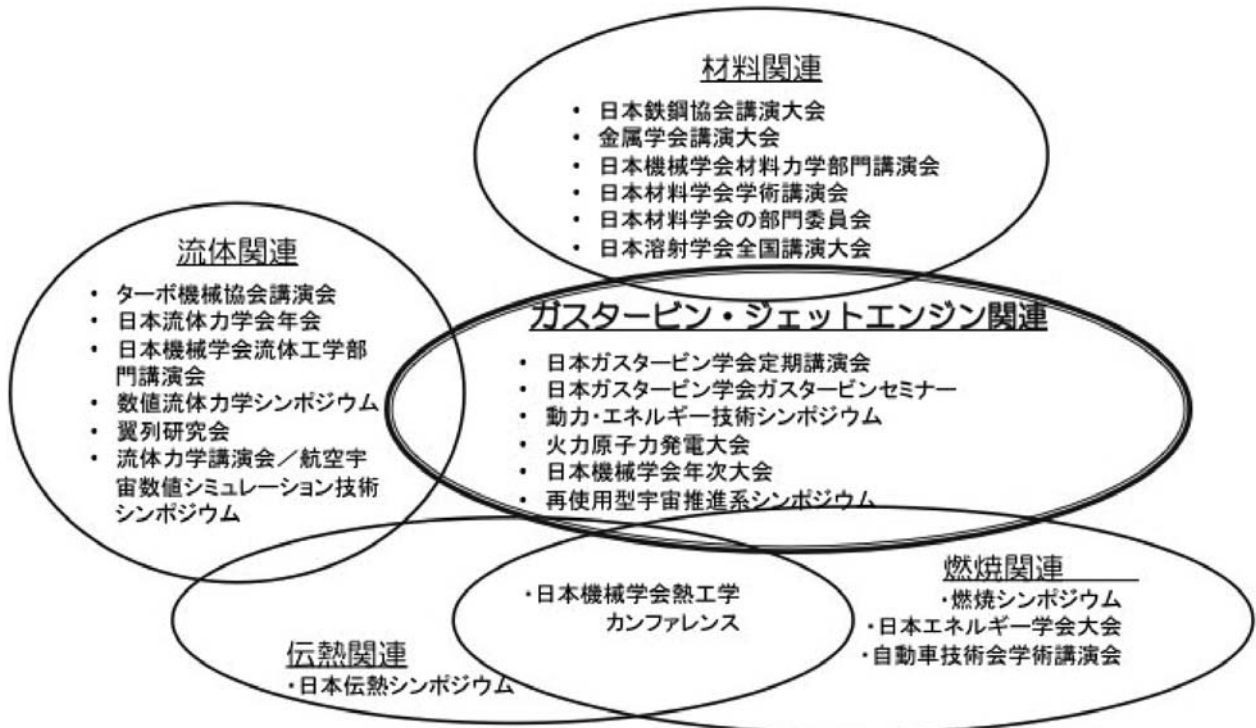 材料関連
・ 日本鉄鋼協会講演大会
・ 金属学会講演大会
・ 日本機械学会材料力学部門講演会
・ 日本材料学会学術講演会
・ 日本材料学会の部門委員会
・ 日本溶射学会全国講演大会
流体関連
・ ターボ機械協会講演会
・ 日本流体力学会年会
・ 日本機械学会流体工学部
門講演会
・ 数値流体力学シンポジウム
・ 翼列研究会
・ 流体力学講演会／航空宇
宙数値シミュレーション技術
シンポジウム
ガスタービン・ジェットエンジン関連
・ 日本ガスタービン学会定期講演会
・ 日本ガスタービン学会ガスタービンセミナー
・ 動力・エネルギー技術シンポジウム
・ 火力原子力発電大会
・ 日本機械学会年次大会
・ 再使用型宇宙推進系シンポジウム
・日本機械学会熱工学
カンファレンス
伝熱関連
・日本伝熱シンポジウム
燃焼関連
・燃焼シンポジウム
・日本エネルギー学会大会
・自動車技術会学術講演会